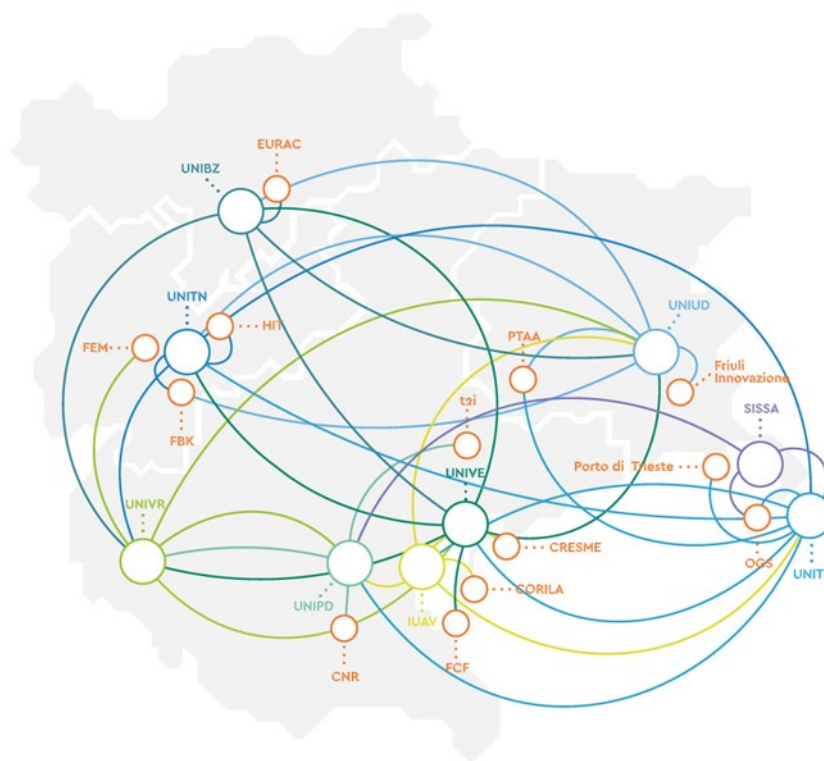 EURAC
UNIBZ
UNITN
HIT
FEM
FBK
PTAA
UNIUD
Friuli
Innovazione
t2i
SISSA
UNIVE
Porto di Trieste
UNIVR
CRESME
OGS
UNIT
CORILA
UNIPD
IUAV
FCF
CNR